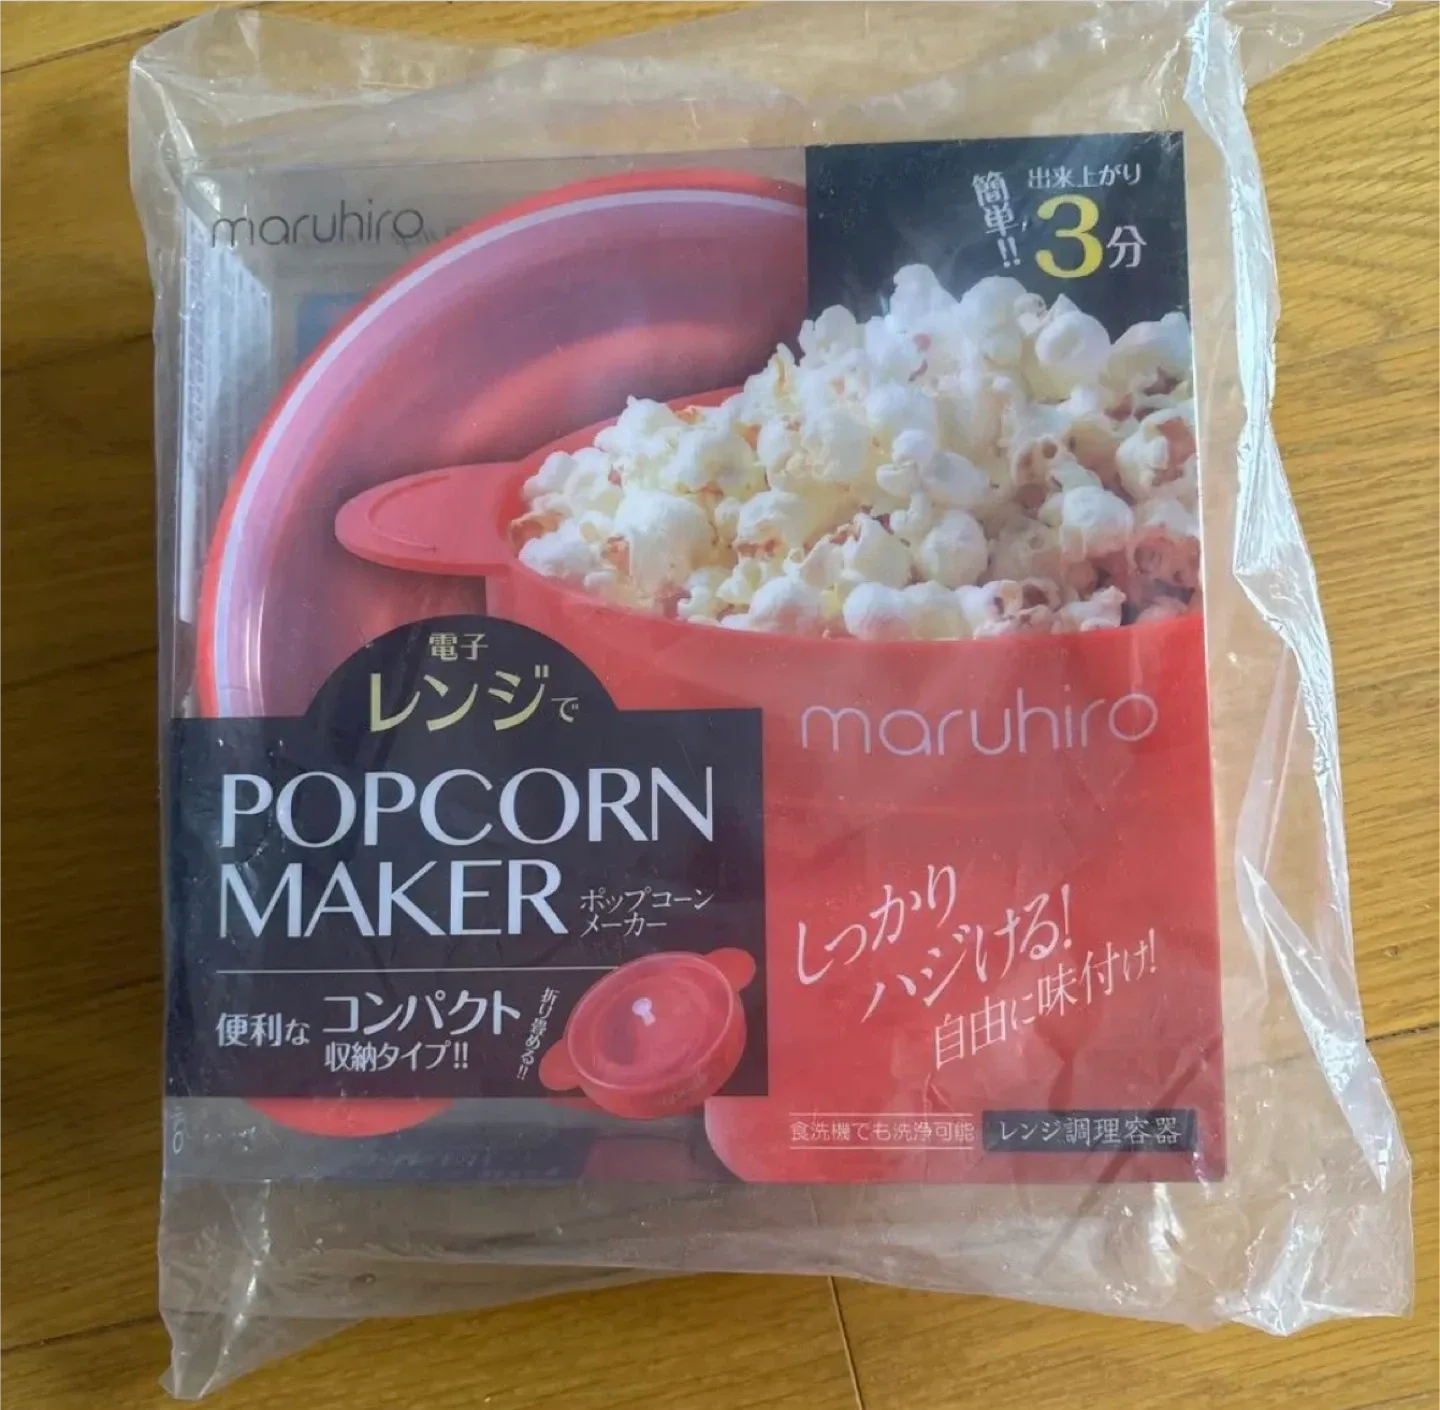 maruhiro
簡単!!
出来上がり
3分
電子
レンジで
POPCORN
MAKER
ポップコーン
メーカー
便利な
コンパクト
収納タイプ!!
折り畳める!!
maruhiro
しっかり
ハジける!
自由に味付け!
食洗機でも洗浄可能
レンジ調理容器